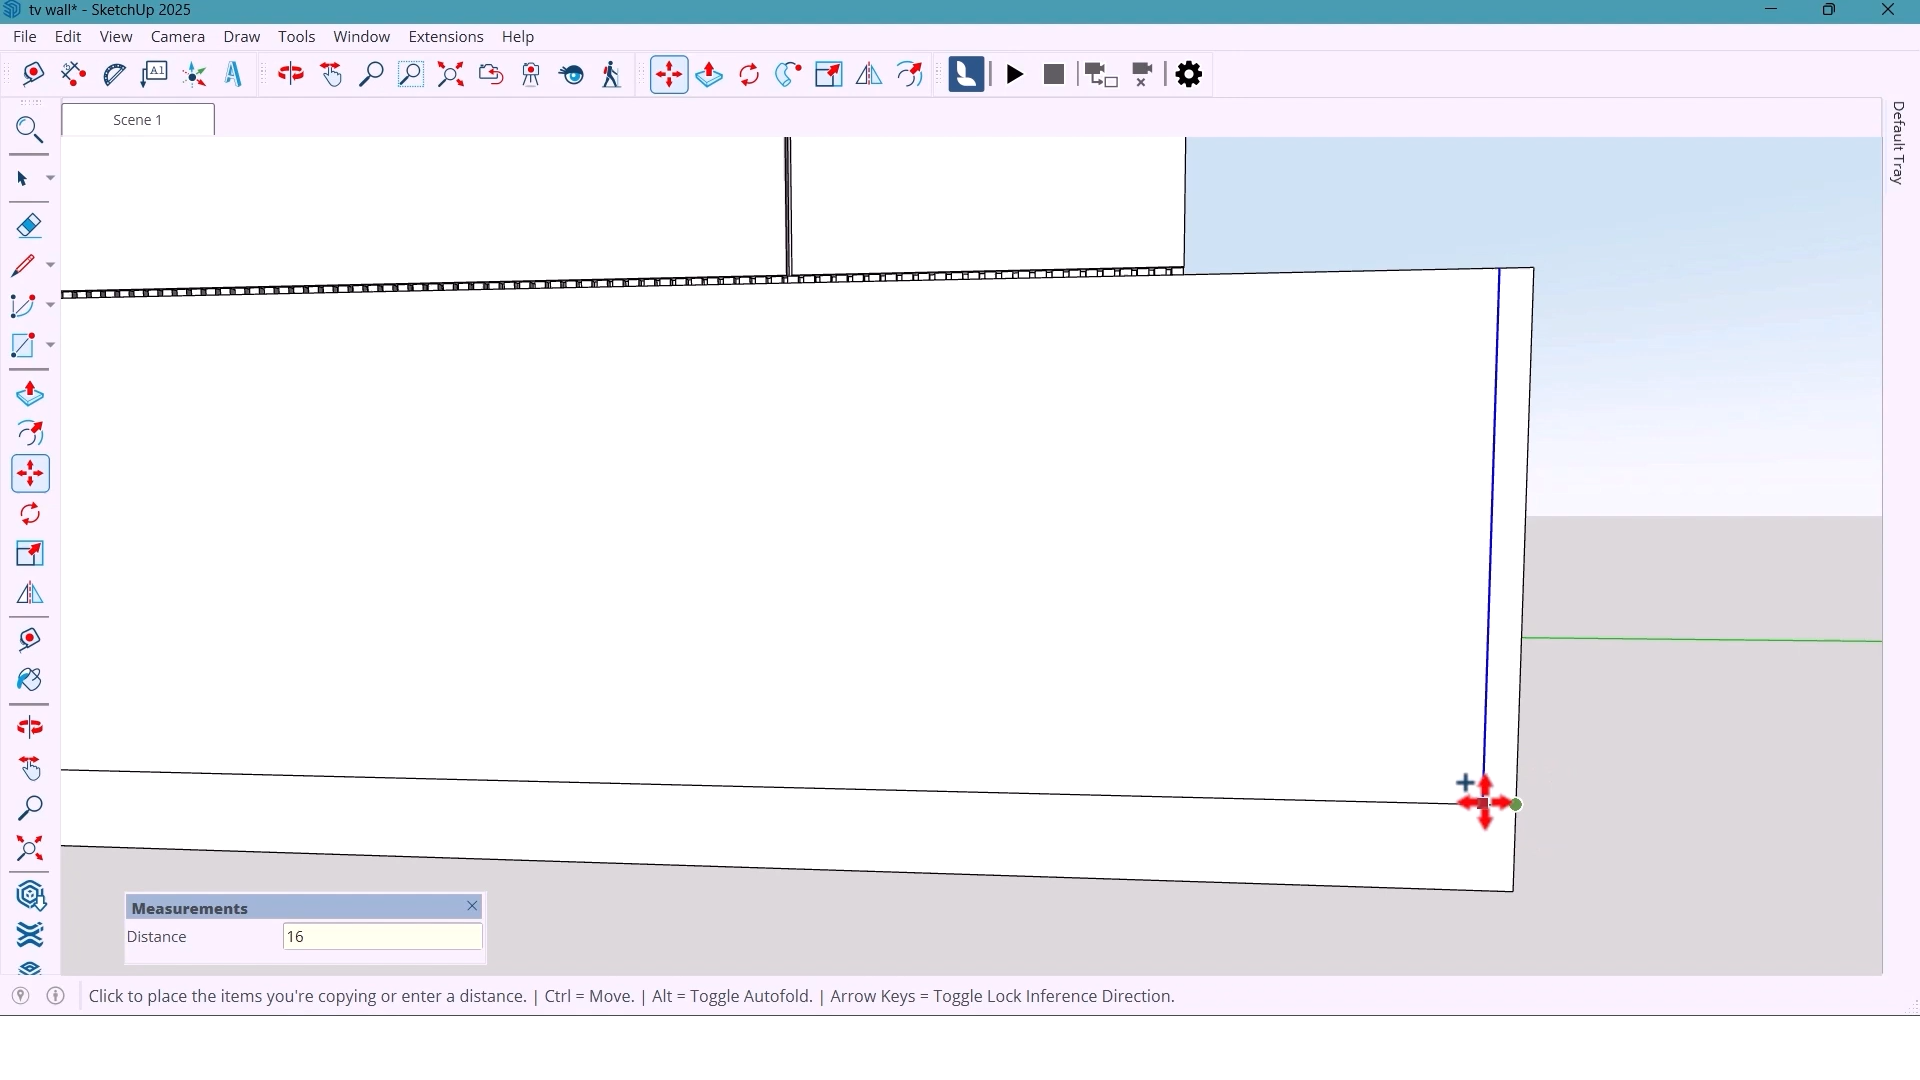 tv wall* - SketchUp 2025
File Edit View Camera Draw Tools Window Extensions Help
A1
Scene 1
Default Tray
Measurements
Distance 16
Click to place the items you're copying or enter a distance. | Ctrl = Move. | Alt = Toggle Autofold. | Arrow Keys = Toggle Lock Inference Direction.